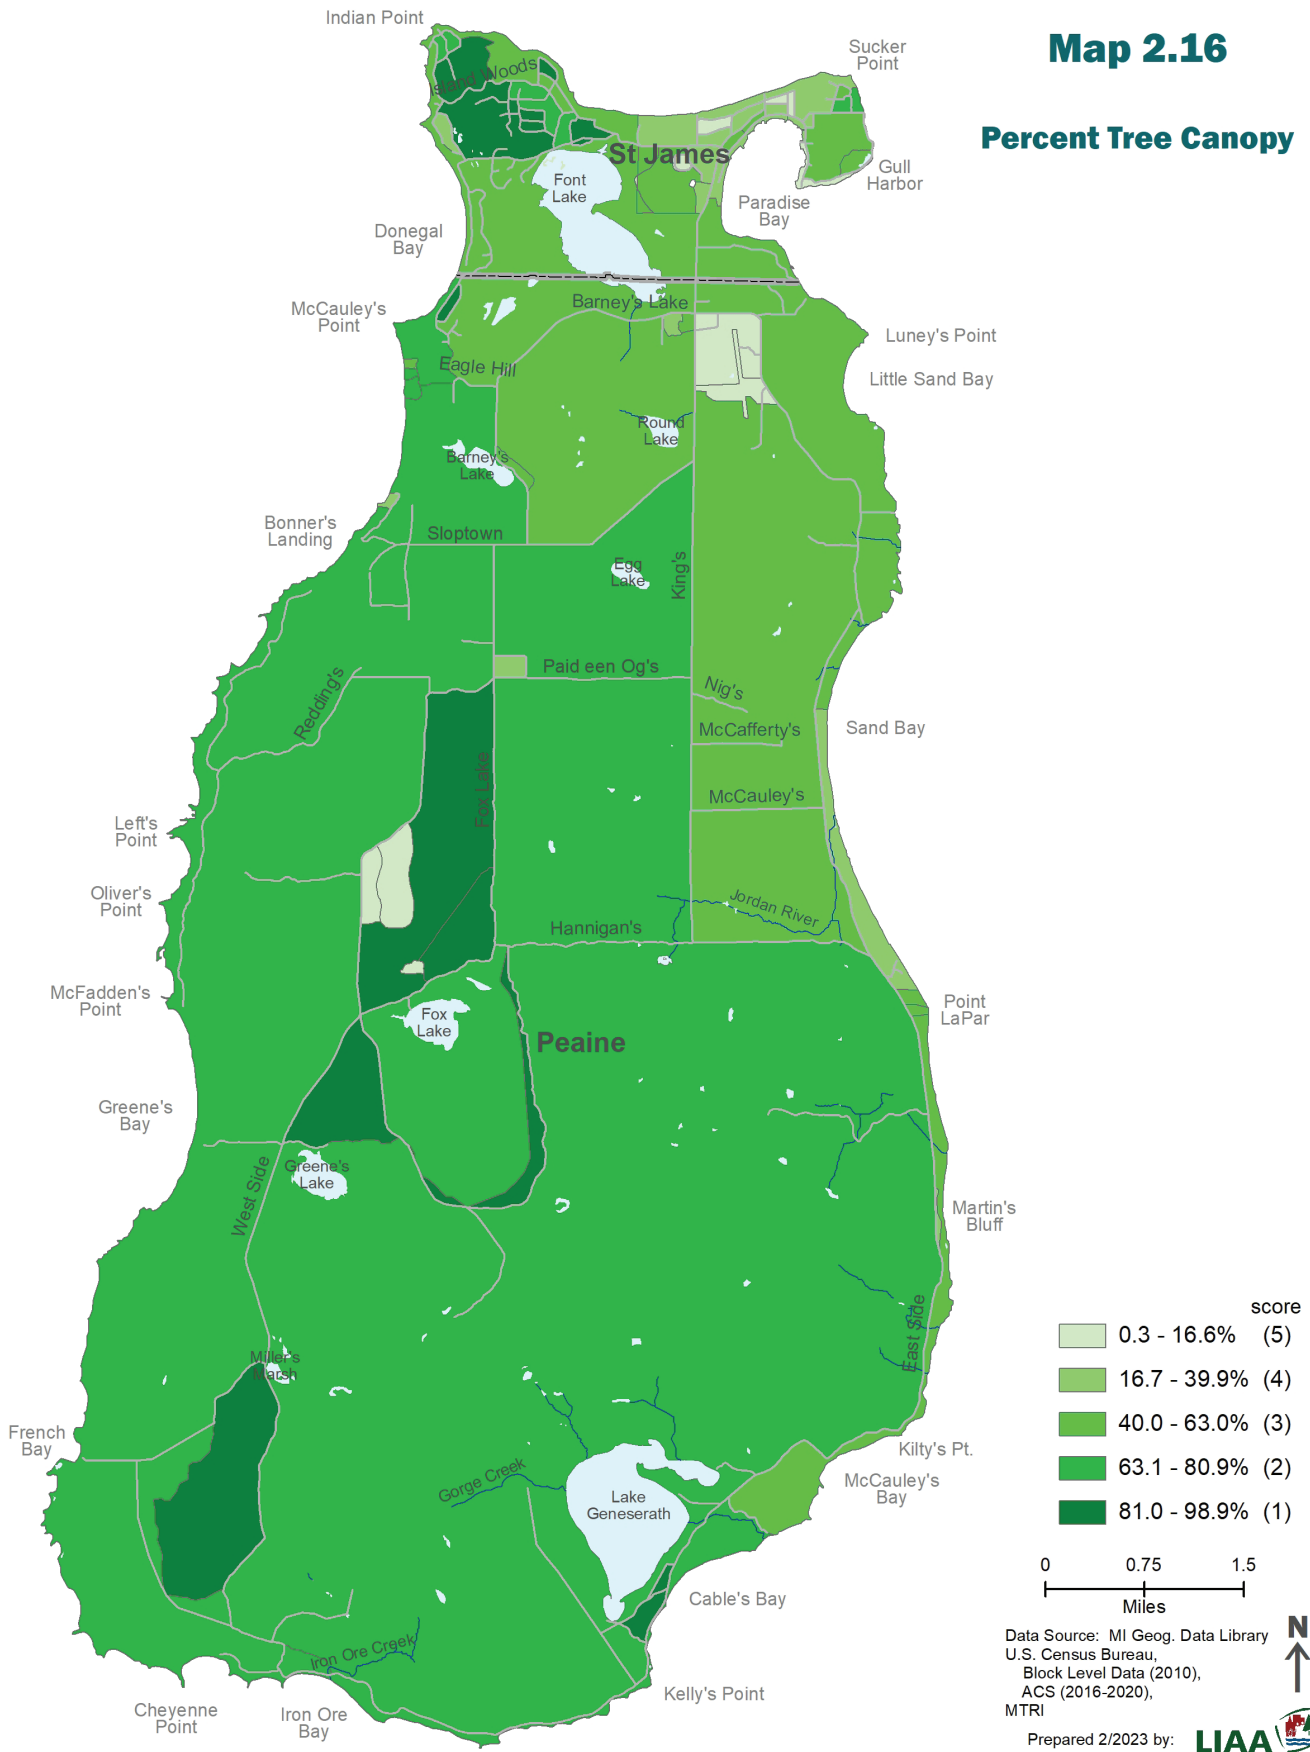 Indian Point
Map 2.16
Sucker
Point
Island Woods
Percent Tree Canopy
St James
Font
Lake
Gull
Harbor
Paradise
Bay
Donegal
Bay
McCauley's
Point
Barney's Lake
Luney's Point
Eagle Hill
Little Sand Bay
Round
Lake
Barney's
Lake
Bonner's
Landing
Sloptown
Egg
Lake
King's
Paid een Og's
Redding's
Nig's
McCafferty's
Sand Bay
Fox Lake
McCauley's
Left's
Point
Oliver's
Point
Jordan River
Hannigan's
McFadden's
Point
Fox
Lake
Point
LaPar
Peaine
Greene's
Bay
Greene's
Lake
West Side
Martin's
Bluff
East Side
Miller's
Marsh
French
Bay
Kilty's Pt.
McCauley's
Bay
Gorge Creek
Lake
Geneserath
Cable's Bay
Iron Ore Creek
Kelly's Point
Cheyenne
Point
Iron Ore
Bay
score
0.3 - 16.6% (5)
16.7 - 39.9% (4)
40.0 - 63.0% (3)
63.1 - 80.9% (2)
81.0 - 98.9% (1)
0 0.75 1.5
Miles
Data Source: MI Geog. Data Library
U.S. Census Bureau,
Block Level Data (2010),
ACS (2016-2020),
MTRI
N
Prepared 2/2023 by:
LIAA